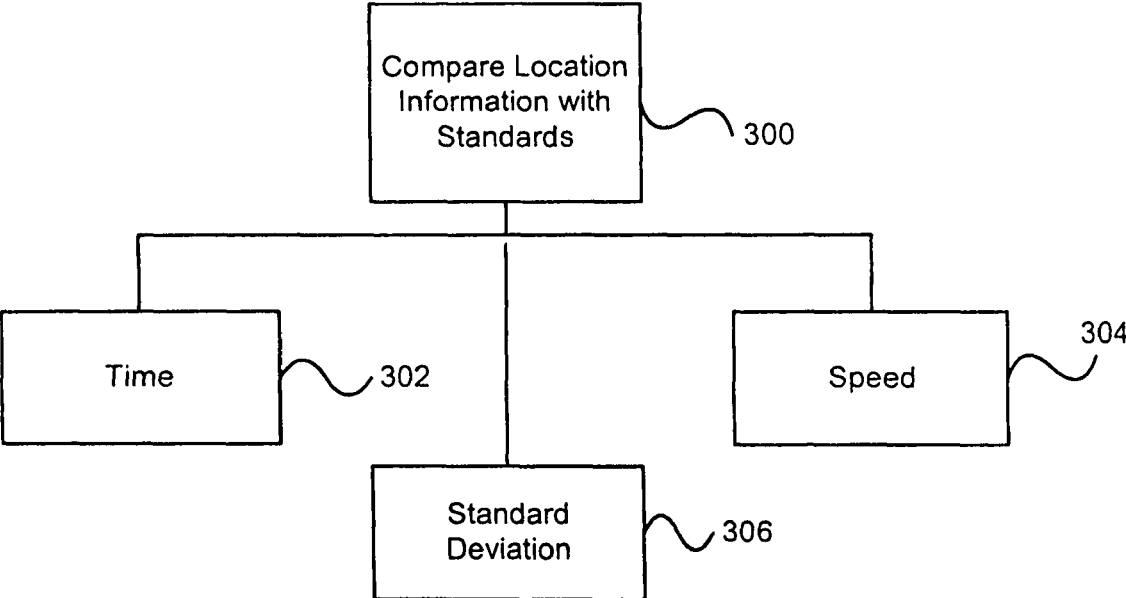 Compare Location
Information with
Standards
300
Time
302
Speed
304
Standard
Deviation
306